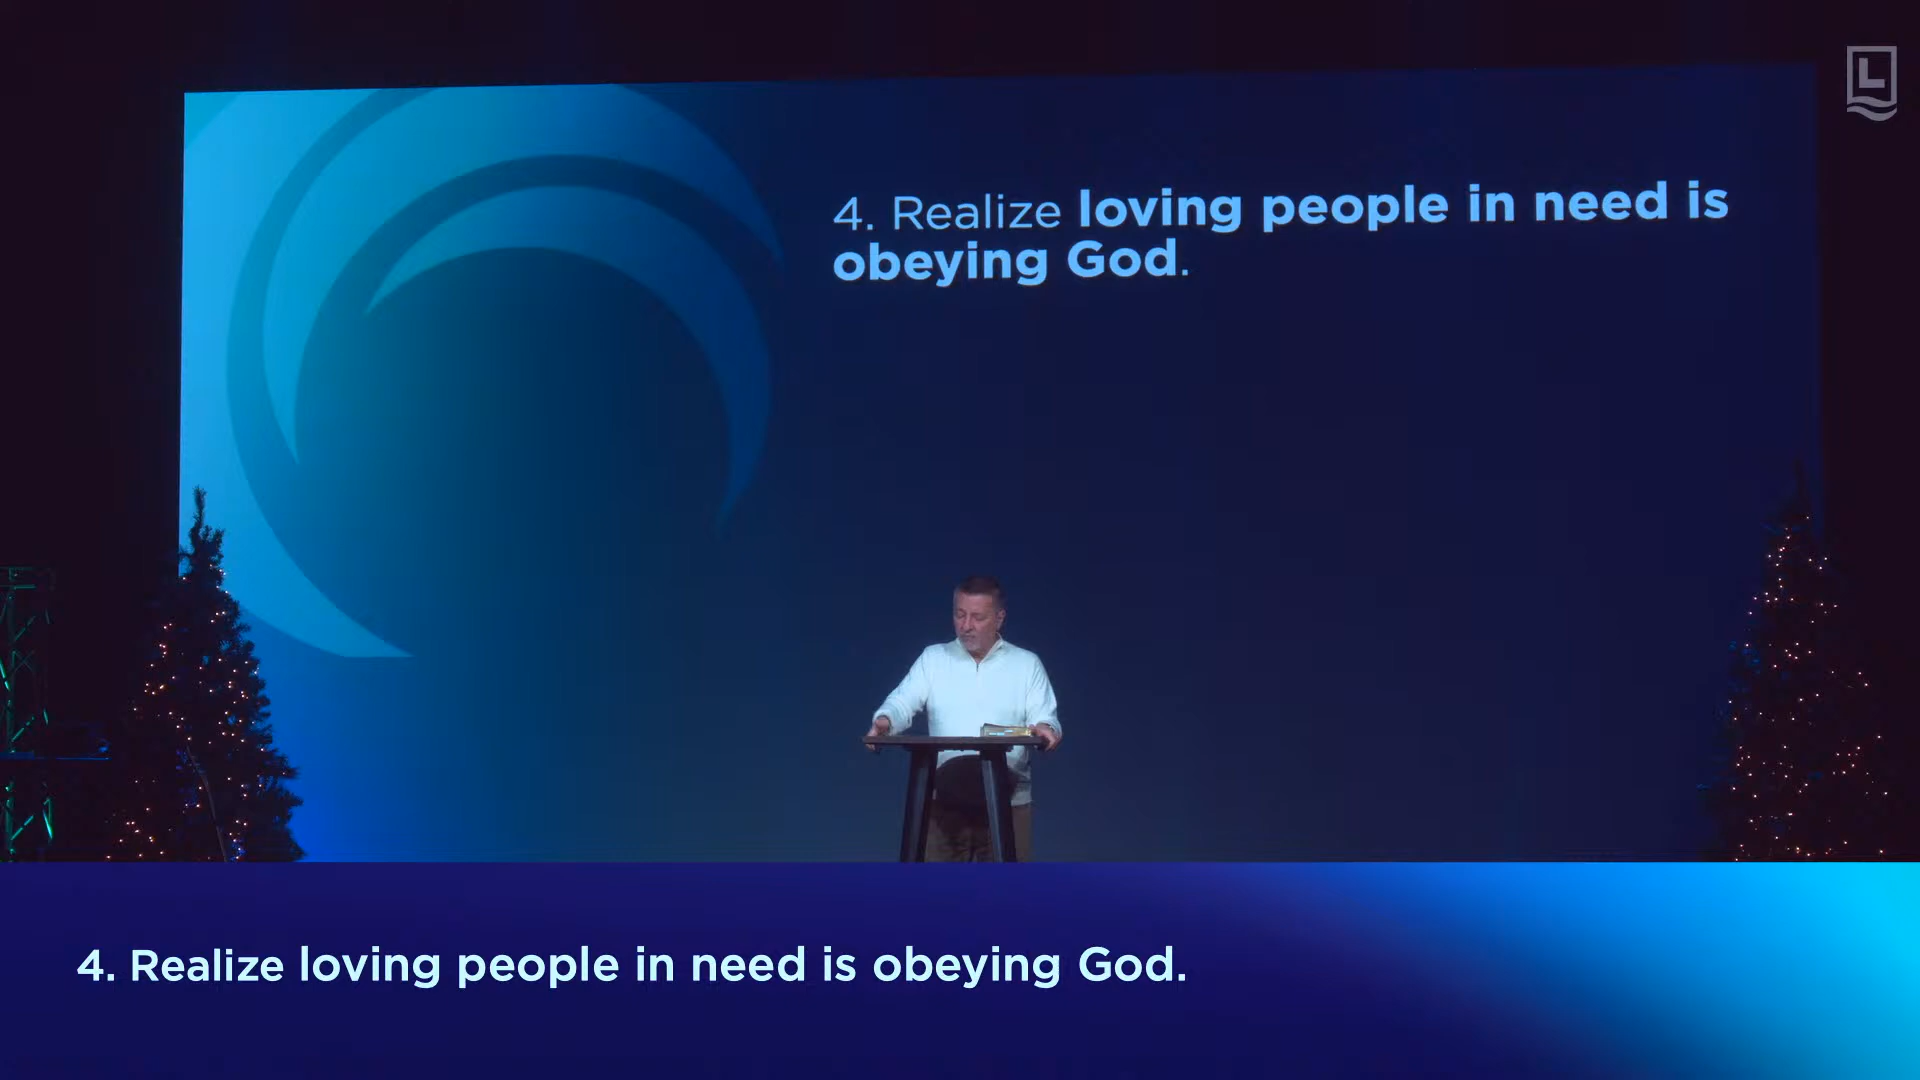 L
4. Realize loving people in need is
obeying God.
4. Realize loving people in need is obeying God.